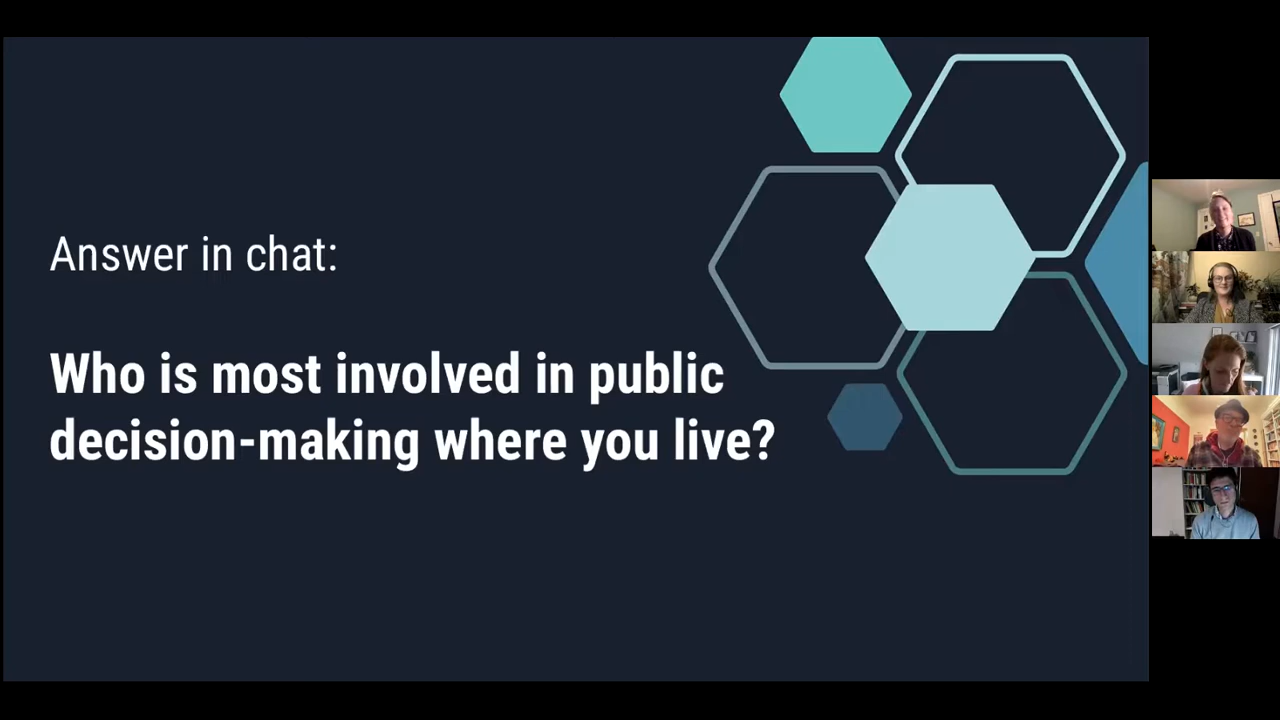 Answer in chat:
Who is most involved in public
decision-making where you live?